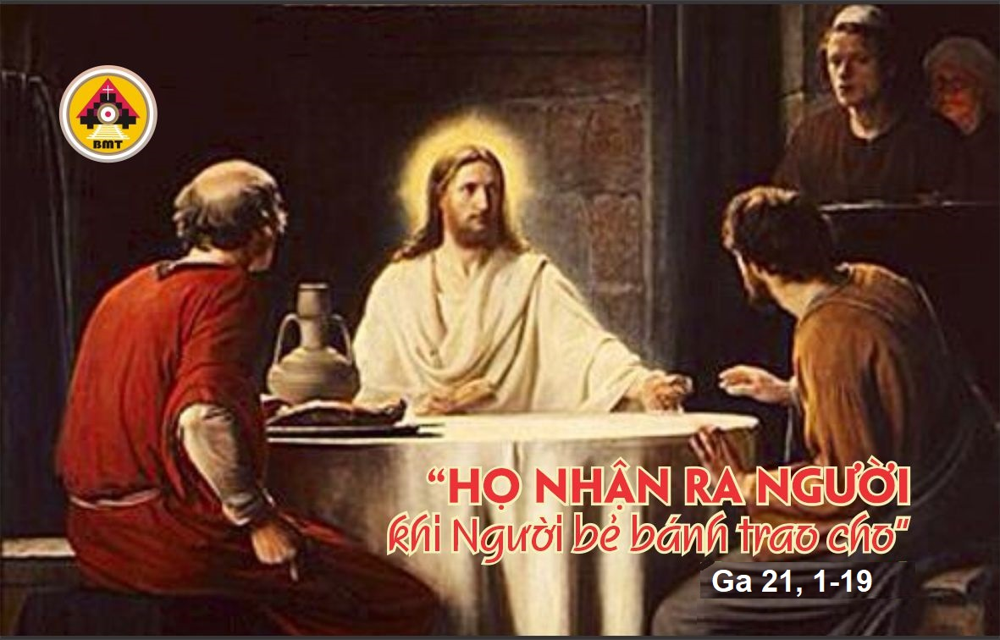 BMT
“HỌ NHẬN RA NGƯỜI
khi Người bẻ bánh trao cho”
Ga 21, 1-19